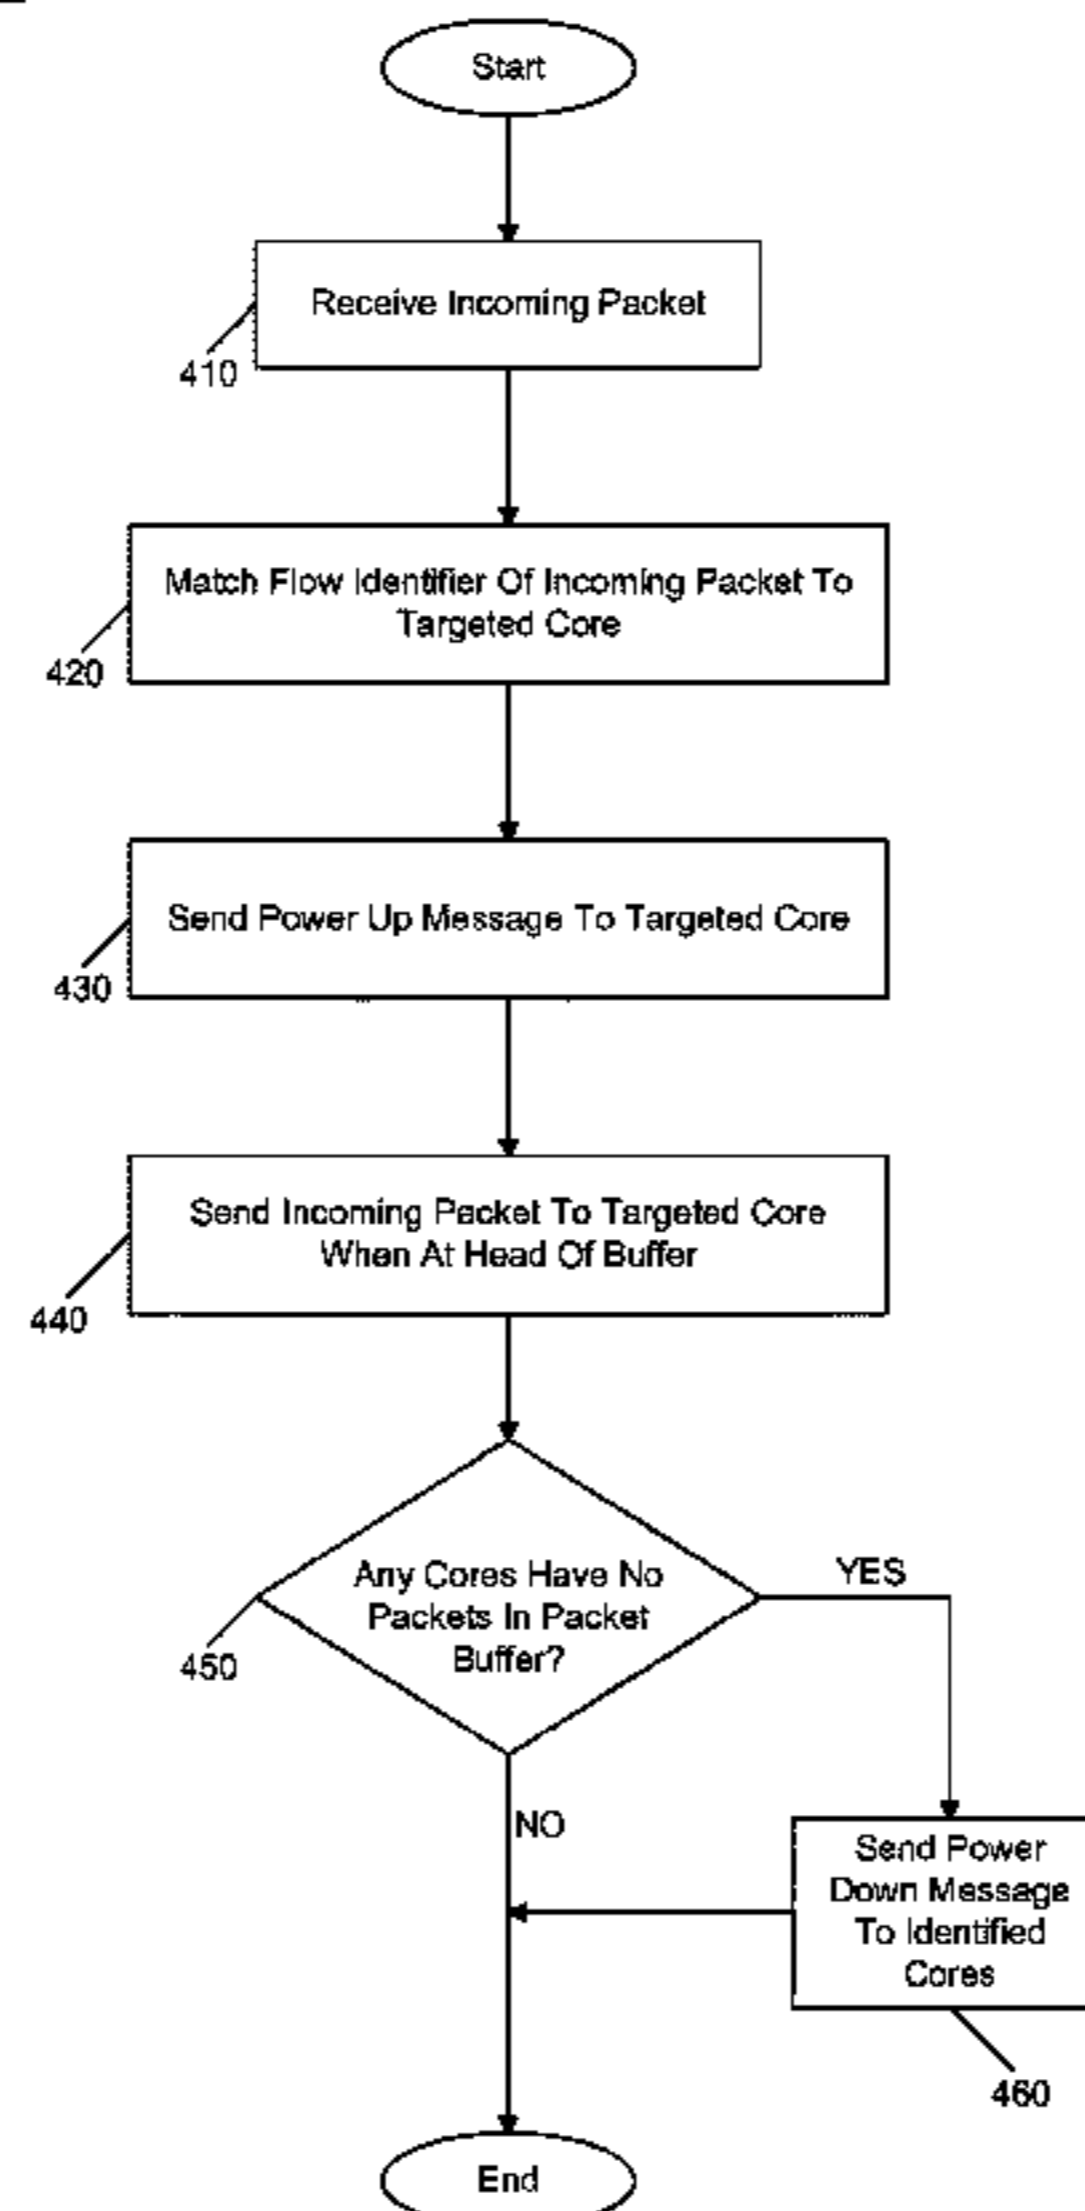 Start
Receive Incoming Packet
410
Match Flow Identifier Of Incoming Packet To
Targeted Core
420
Send Power Up Message To Targeted Core
430
Send Incoming Packet To Targeted Core
When At Head Of Buffer
440
Any Cores Have No
Packets In Packet
Buffer?
450
YES
NO
Send Power
Down Message
To Identified
Cores
460
End